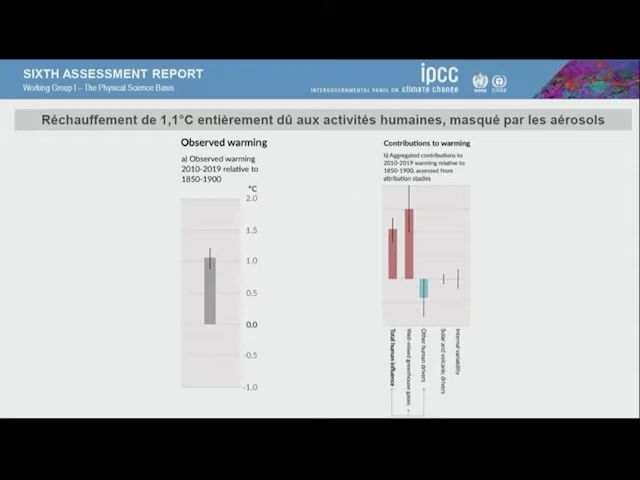 SIXTH ASSESSMENT REPORT
Working Group I – The Physical Science Basis
ipcc
INTERGOVERNMENTAL PANEL ON climate change
WMO
UNEP
Réchauffement de 1,1°C entièrement dû aux activités humaines, masqué par les aérosols
Observed warming
a) Observed warming
2010-2019 relative to
1850-1900
°C
2.0
1.5
1.0
0.5
0.0
-0.5
-1.0
Contributions to warming
b) Aggregated contributions to
2010-2019 warming relative to
1850-1900, assessed from
attribution studies
Total human influence
Well-mixed greenhouse gases
Other human drivers
Solar and volcanic drivers
Internal variability